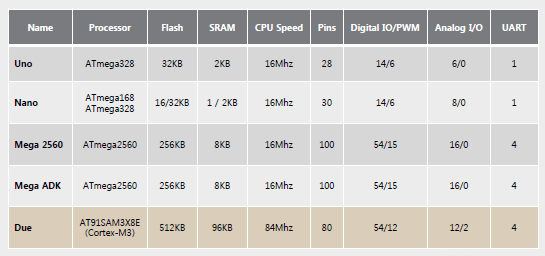 Name Processor Flash SRAM CPU Speed Pins Digital IO/PWM Analog I/O UART
Uno ATmega328 32KB 2KB 16Mhz 28 14/6 6/0 1
Nano ATmega168 ATmega328 16/32KB 1 / 2KB 16Mhz 30 14/6 8/0 1
Mega 2560 ATmega2560 256KB 8KB 16Mhz 100 54/15 16/0 4
Mega ADK ATmega2560 256KB 8KB 16Mhz 100 54/15 16/0 4
Due AT91SAM3X8E (Cortex-M3) 512KB 96KB 84Mhz 80 54/12 12/2 4